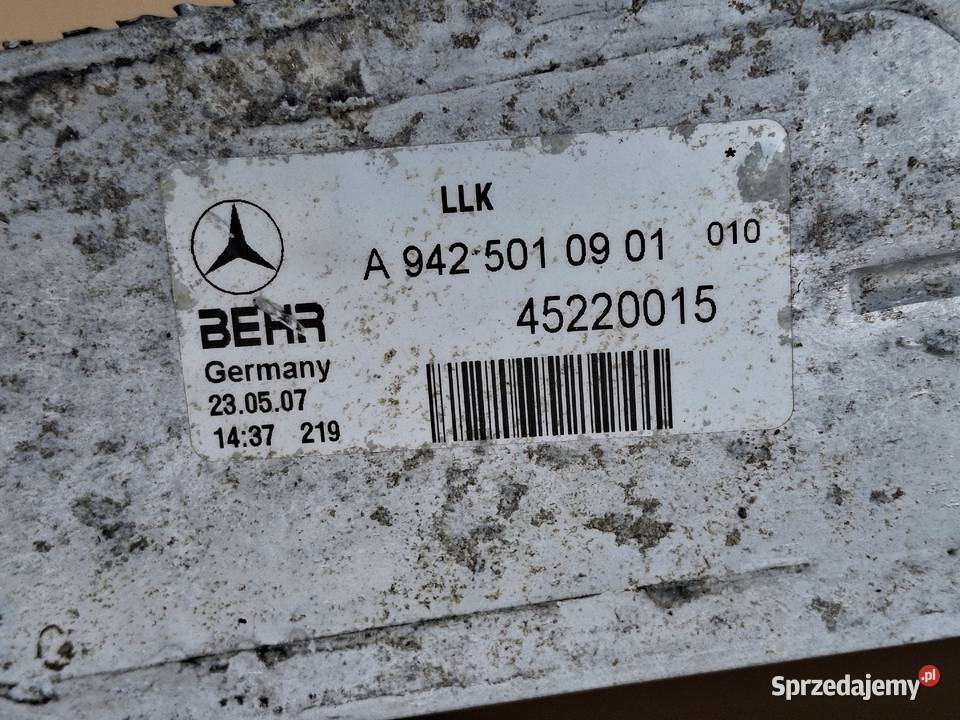 *
LLK
A 942 501 09 01 010
BEHR
45220015
Germany
23.05.07
14:37 219
Sprzedajemy.pl